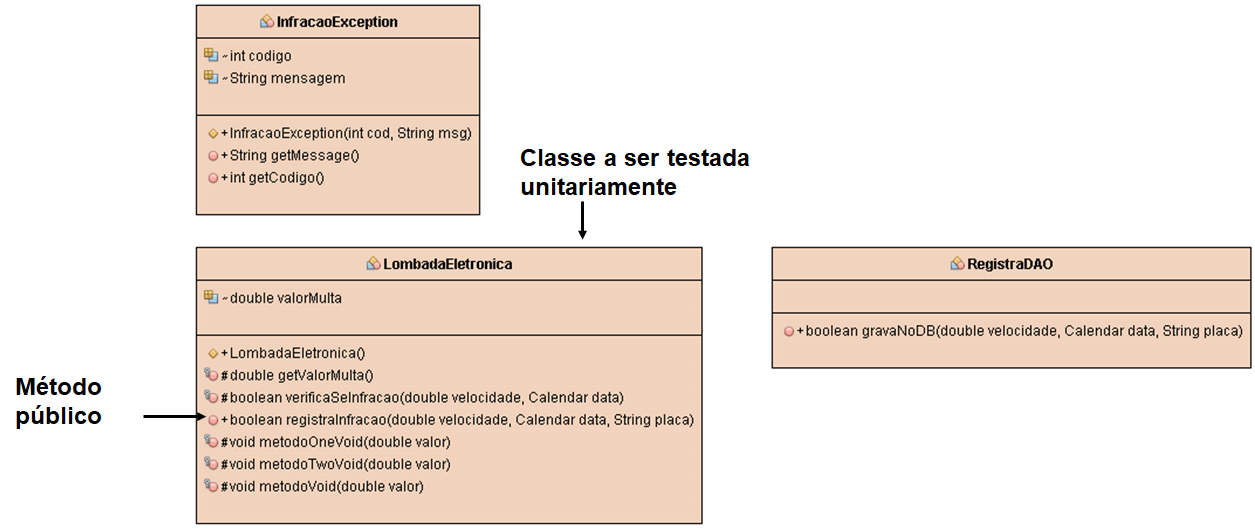 InfracaoException
~int codigo
~String mensagem
+InfracaoException(int cod, String msg)
+String getMessage()
+int getCodigo()
Classe a ser testada
unitariamente
LombadaEletronica
~double valorMulta
+LombadaEletronica()
#double getValorMulta()
#boolean verificaSeInfracao(double velocidade, Calendar data)
+boolean registraInfracao(double velocidade, Calendar data, String placa)
#void metodoOneVoid(double valor)
#void metodoTwoVoid(double valor)
#void metodoVoid(double valor)
Método
público
RegistraDAO
+boolean gravaNoDB(double velocidade, Calendar data, String placa)